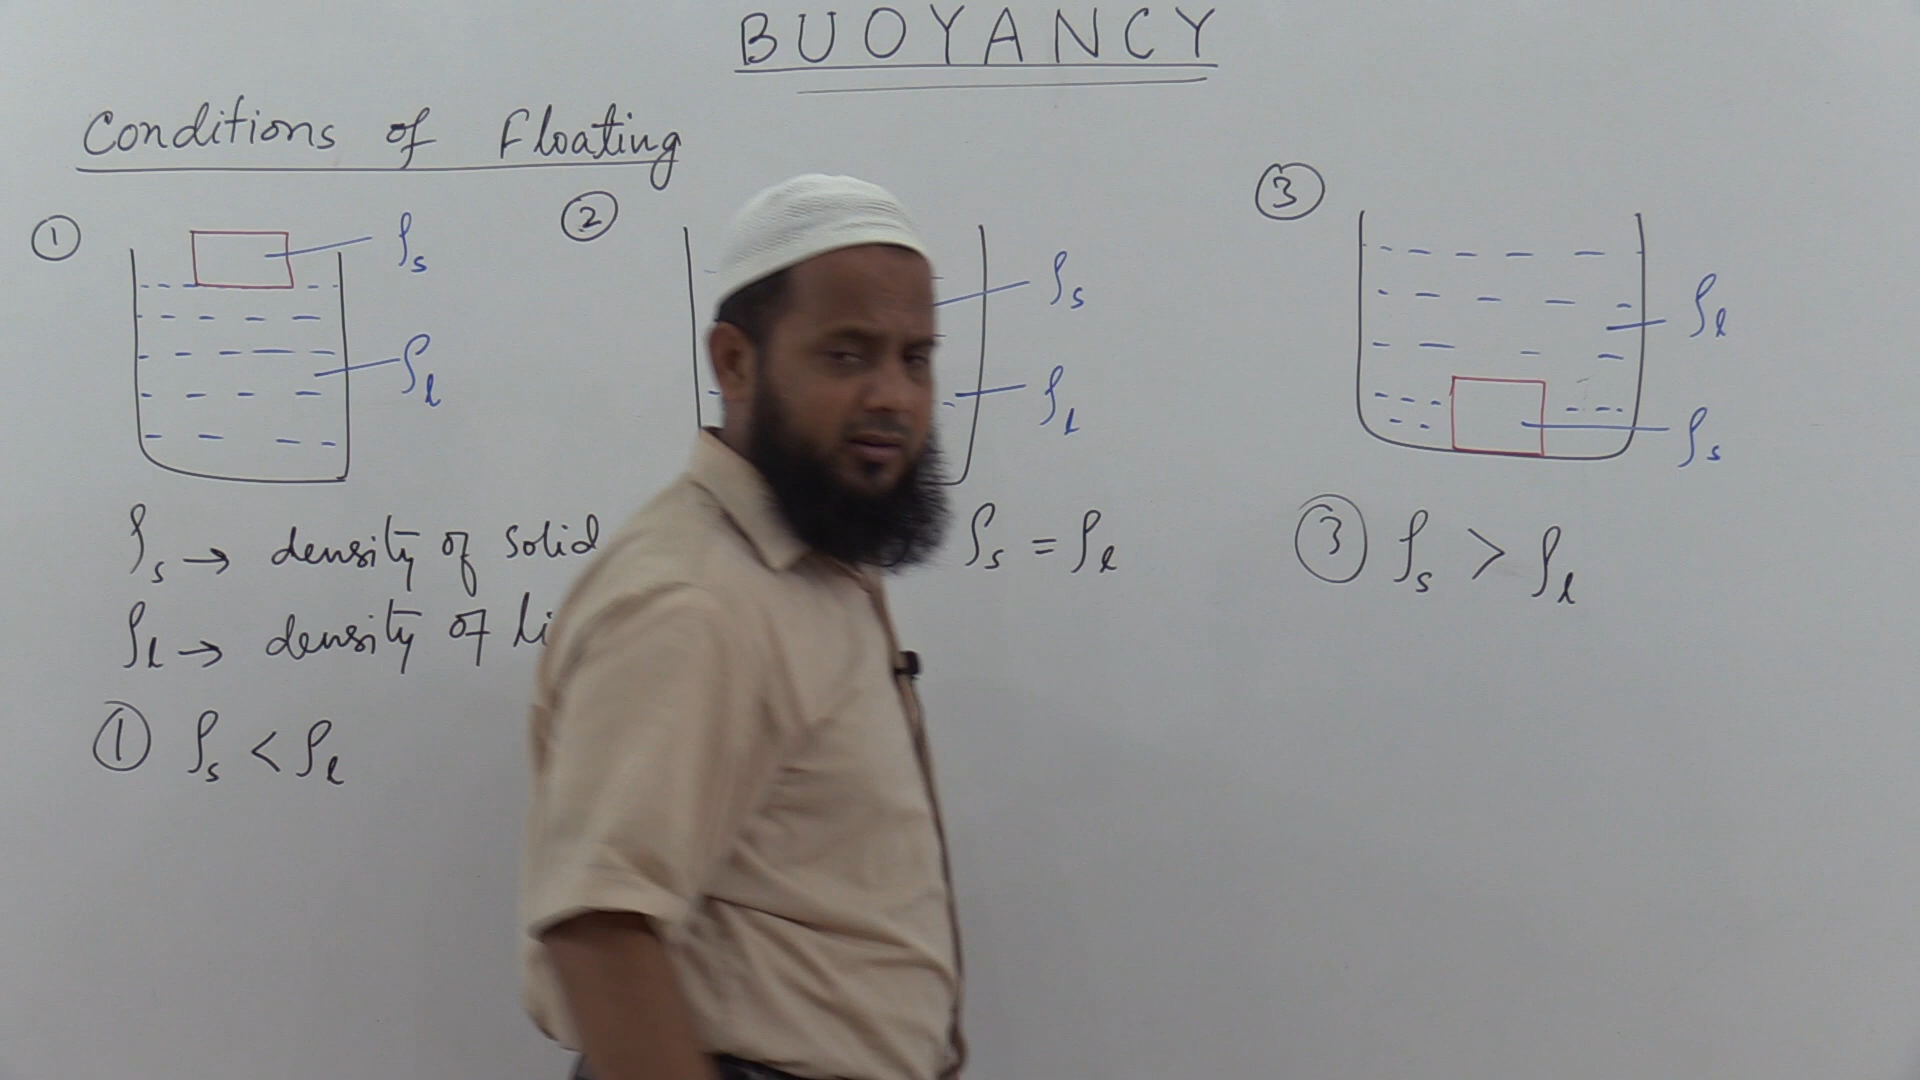 BUOYANCY
Conditions of Floating
① ρs ρl
② ρs ρl
③ ρl ρs
ρs → density of solid
ρl → density of
① ρs < ρl
ρs = ρl
③ ρs > ρl